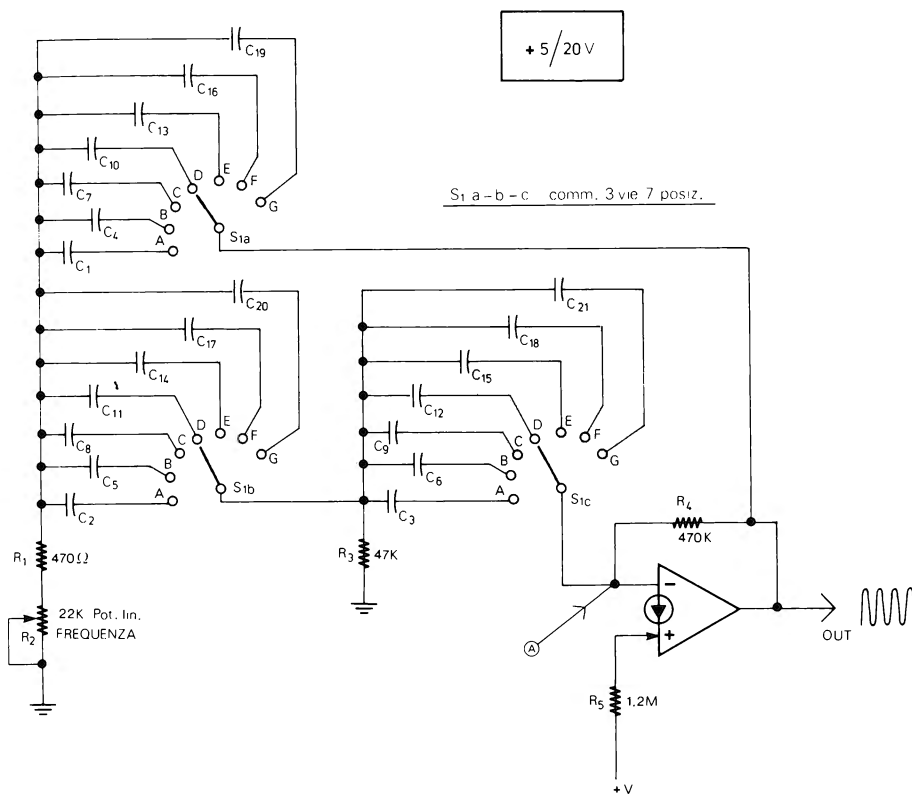 C19
+ 5/20 V
C16
C13
C10
D
E
F
G
C7
C
S1 a-b-c comm. 3 vie 7 posiz.
C4
B
S1a
A
C1
C20
C21
C17
C18
C14
C15
C11
D
E
F
G
C12
D
E
F
G
C8
C
C9
C
C5
B
C6
B
C2
A
S1b
C3
A
S1c
R1
470Ω
R3
47K
R4
470K
22K Pot. lin.
R2
FREQUENZA
−
+
A
OUT
R5
1,2M
+V